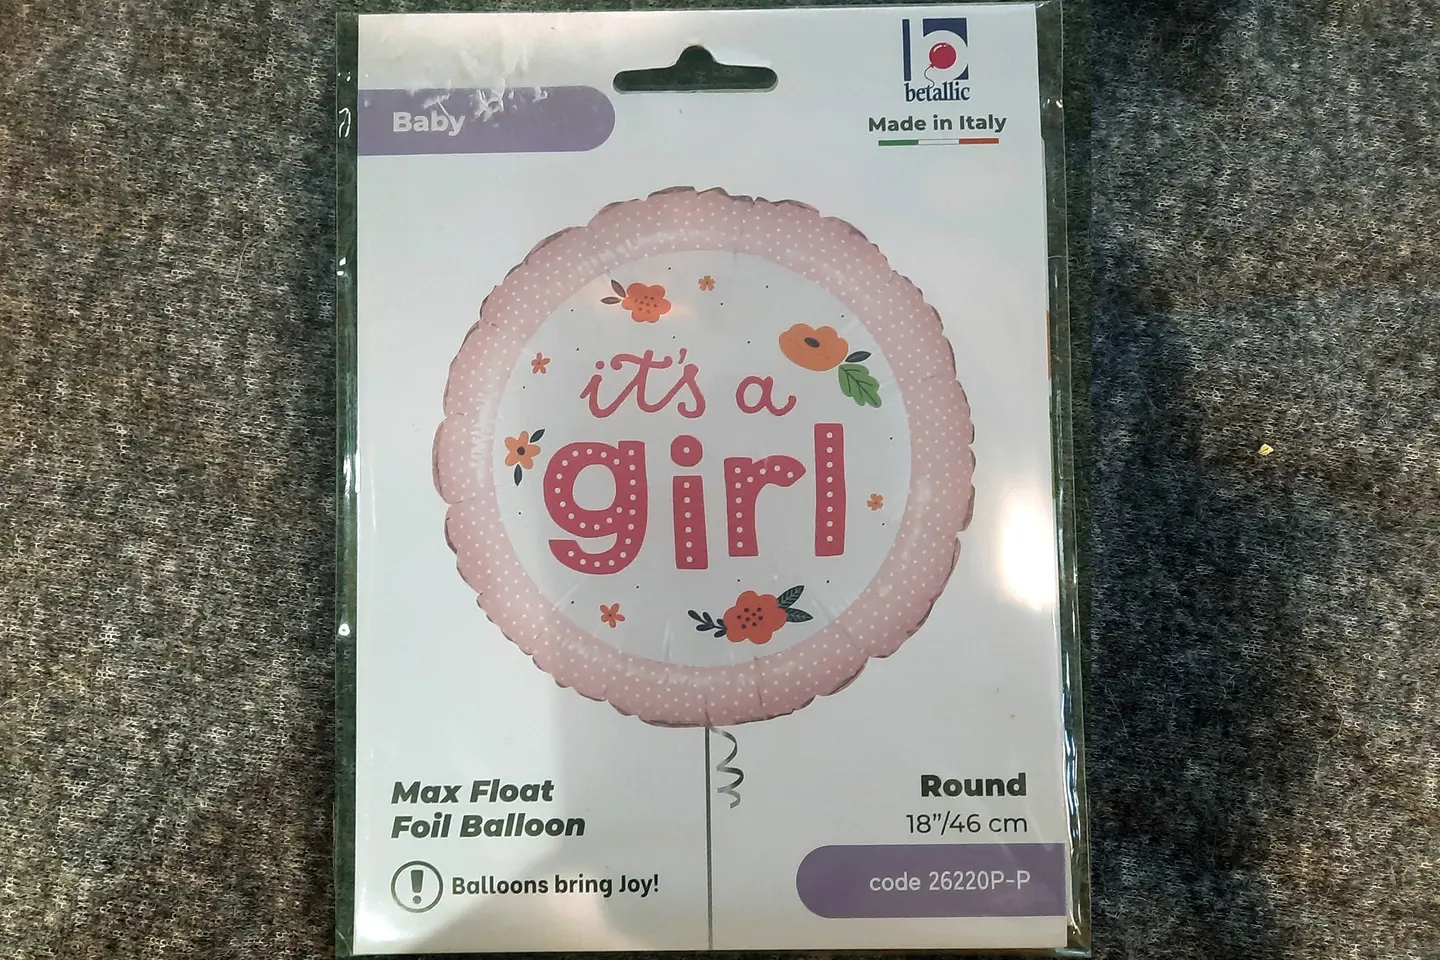 Baby
betallic
Made in Italy
it's a
girl
Max Float
Foil Balloon
Balloons bring Joy!
Round
18”/46 cm
code 26220P-P